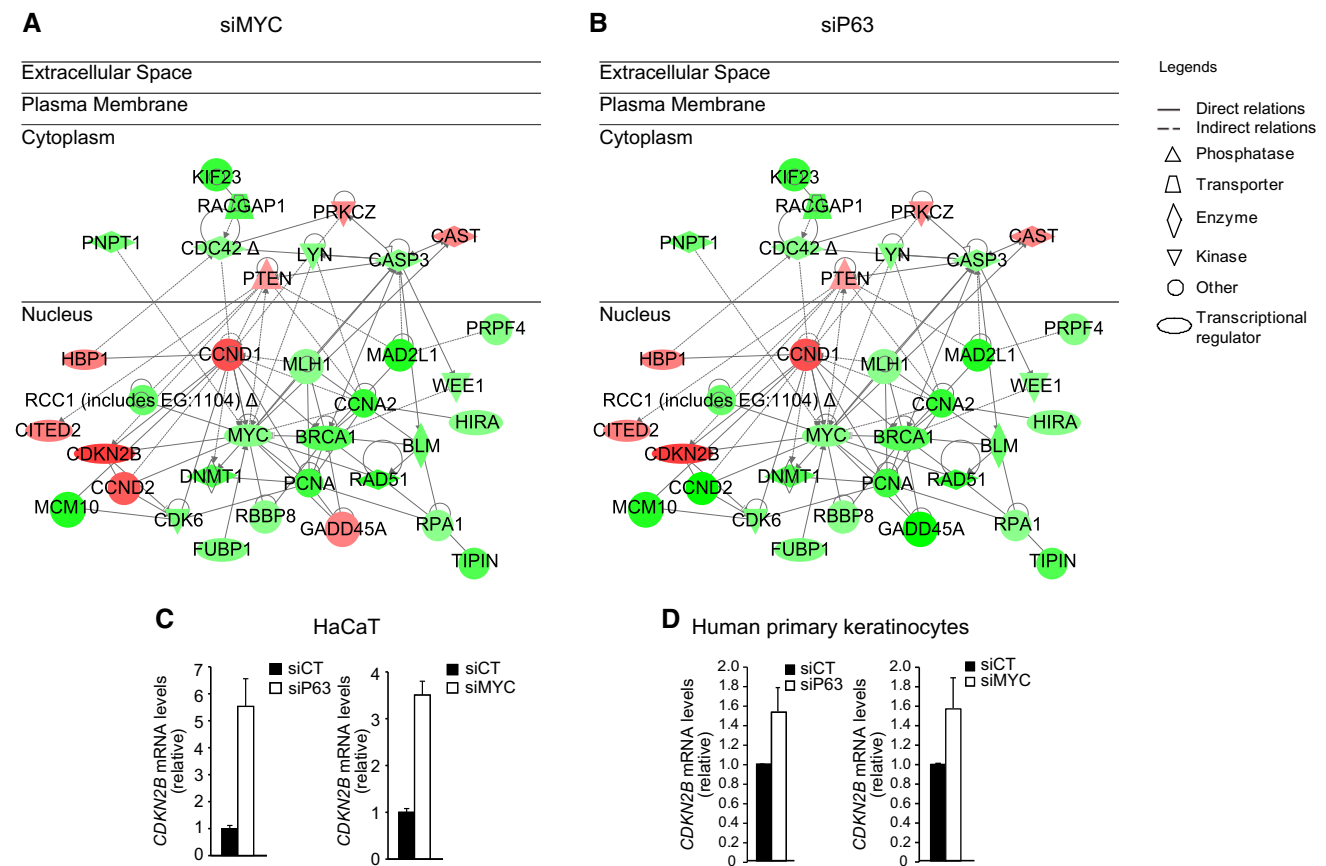 A
siMYC
Extracellular Space
Plasma Membrane
Cytoplasm
KIF23
RACGAP1
PRKCZ
PNPT1
CDC42 Δ
LYN
CAST
CASP3
PTEN
Nucleus
PRPF4
HBP1
CCND1
MLH1
MAD2L1
WEE1
RCC1 (includes EG:1104) Δ
CCNA2
HIRA
CITED2
MYC
BRCA1
BLM
CDKN2B
DNMT1
PCNA
RAD51
CCND2
MCM10
CDK6
RBBP8
GADD45A
RPA1
FUBP1
TIPIN
B
siP63
Extracellular Space
Plasma Membrane
Cytoplasm
KIF23
RACGAP1
PRKCZ
PNPT1
CDC42 Δ
LYN
CAST
CASP3
PTEN
Nucleus
PRPF4
HBP1
CCND1
MLH1
MAD2L1
WEE1
RCC1 (includes EG:1104) Δ
CCNA2
HIRA
CITED2
MYC
BRCA1
BLM
CDKN2B
DNMT1
PCNA
RAD51
CCND2
MCM10
CDK6
RBBP8
GADD45A
RPA1
FUBP1
TIPIN
Legends
Direct relations
Indirect relations
Phosphatase
Transporter
Enzyme
Kinase
Other
Transcriptional
regulator
C
HaCaT
CDKN2B mRNA levels
(relative)
7
6
5
4
3
2
1
0
siCT
siP63
CDKN2B mRNA levels
(relative)
4
3
2
1
0
siCT
siMYC
D
Human primary keratinocytes
CDKN2B mRNA levels
(relative)
2.0
1.8
1.6
1.4
1.2
1.0
0.8
0.6
0.4
0.2
0
siCT
siP63
CDKN2B mRNA levels
(relative)
2.0
1.8
1.6
1.4
1.2
1.0
0.8
0.6
0.4
0.2
0
siCT
siMYC